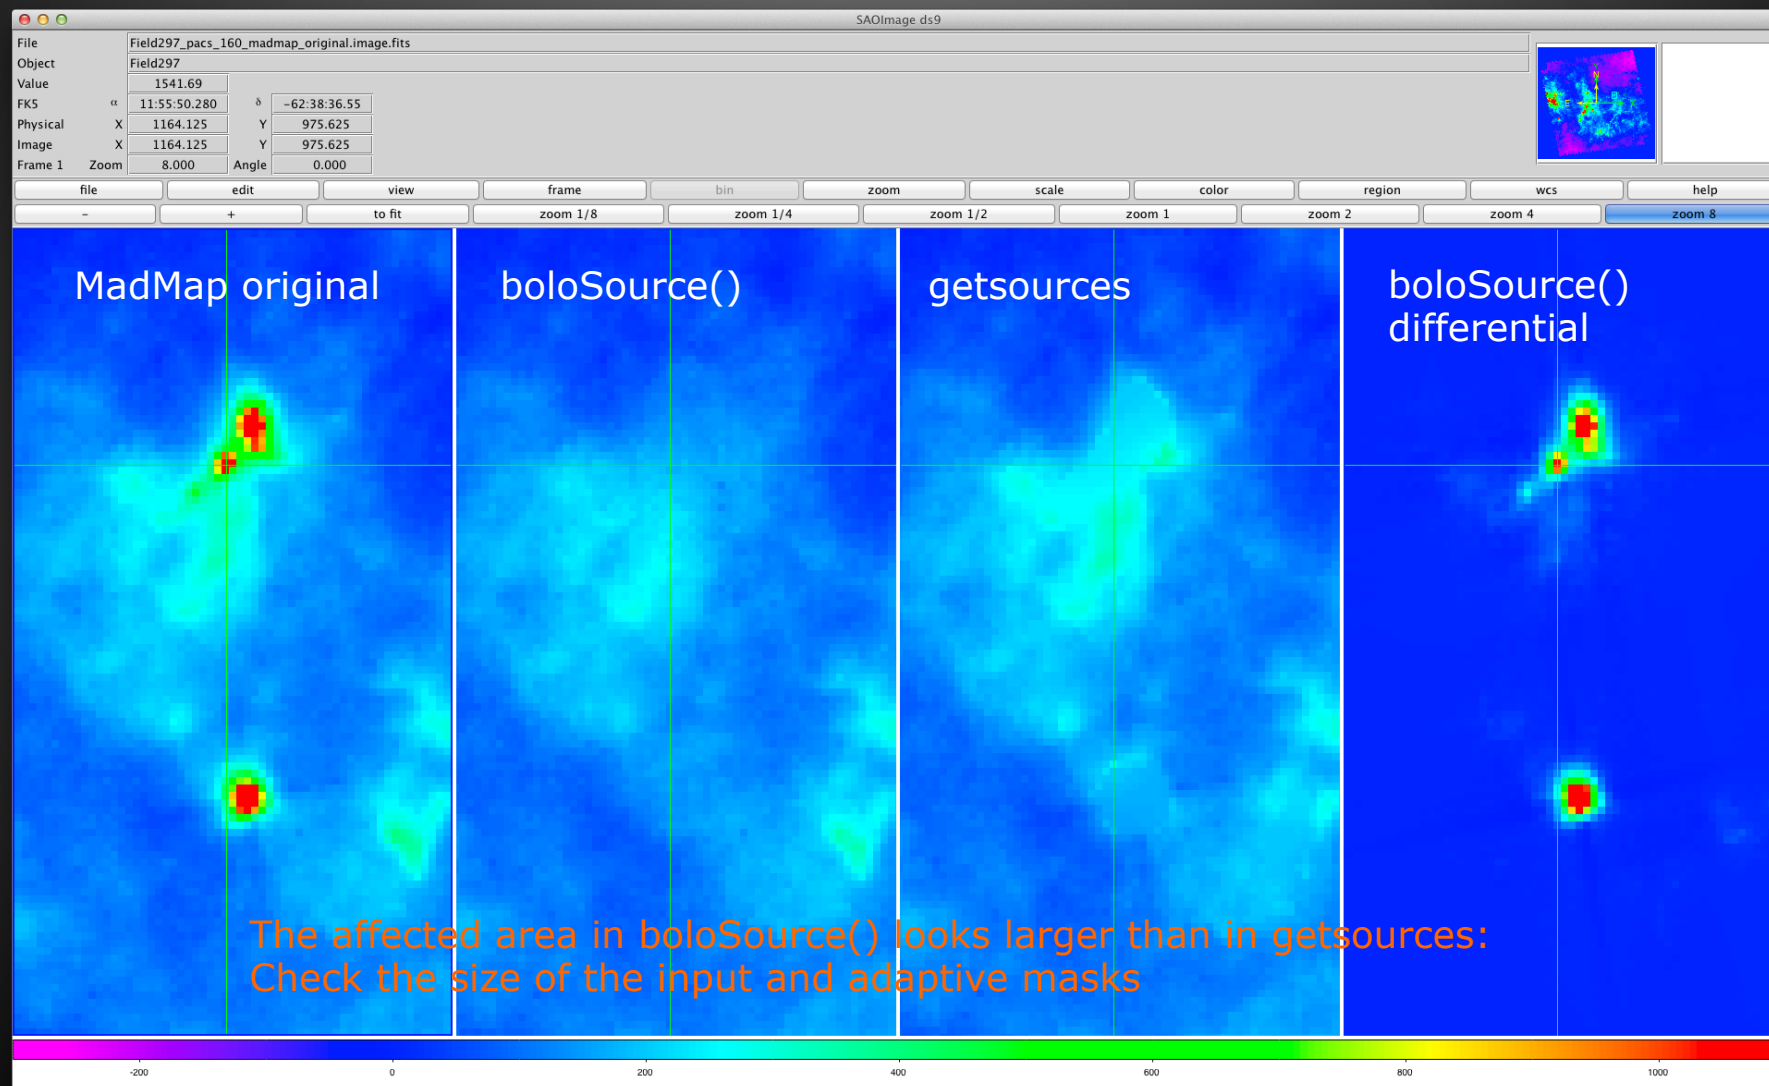 SAOImage ds9
File Field297_pacs_160_madmap_original.image.fits
Object Field297
Value 1541.69
FK5 α 11:55:50.280 δ -62:38:36.55
Physical X 1164.125 Y 975.625
Image X 1164.125 Y 975.625
Frame 1 Zoom 8.000 Angle 0.000
file edit view frame bin zoom scale color region wcs help
- + to fit zoom 1/8 zoom 1/4 zoom 1/2 zoom 1 zoom 2 zoom 4 zoom 8
MadMap original
boloSource()
getsources
boloSource()
differential
The affected area in boloSource() looks larger than in getsources:
Check the size of the input and adaptive masks
-200 0 200 400 600 800 1000